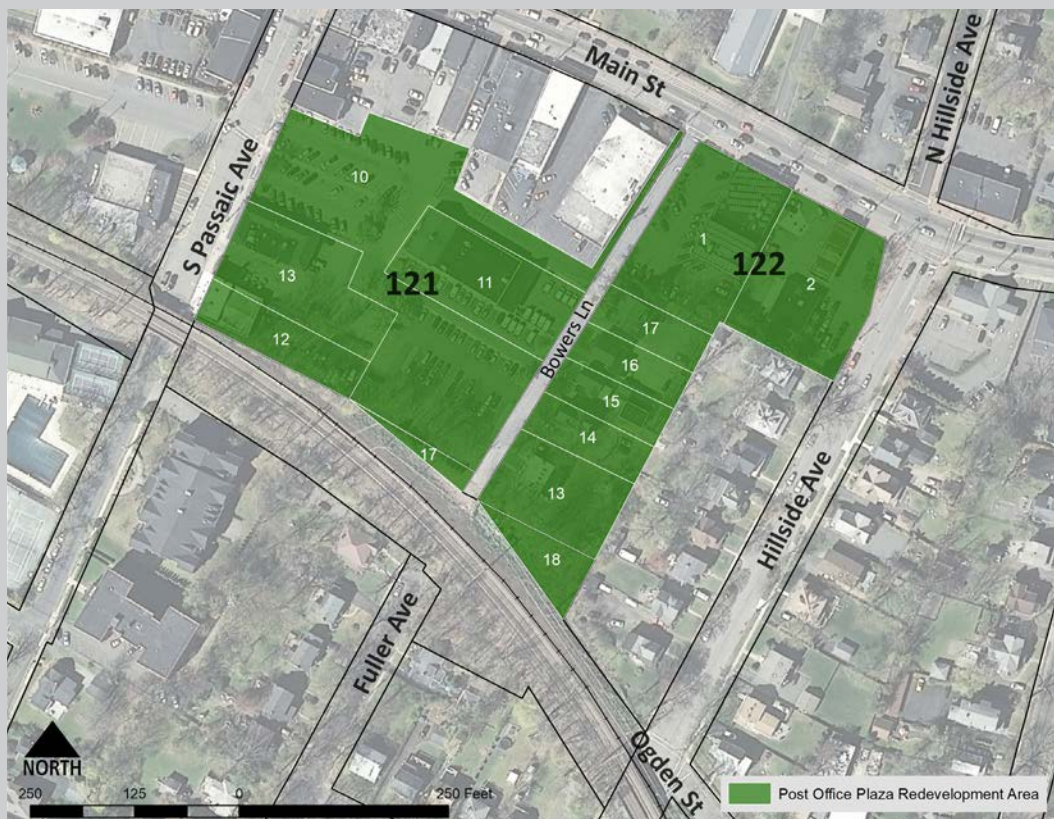 Main St
N Hillside Ave
S Passaic Ave
10
1
122
2
13
121
11
12
Bowers Ln
17
16
15
14
17
13
18
Hillside Ave
Fuller Ave
Ogden St
NORTH
250 125 0 250 Feet
Post Office Plaza Redevelopment Area